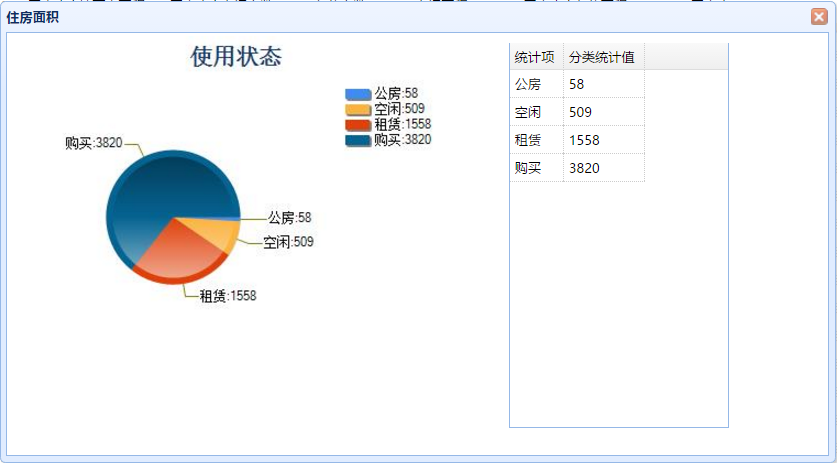 住房面积
使用状态
公房:58
空闲:509
租赁:1558
购买:3820
购买:3820
公房:58
空闲:509
租赁:1558
统计项 分类统计值
公房 58
空闲 509
租赁 1558
购买 3820